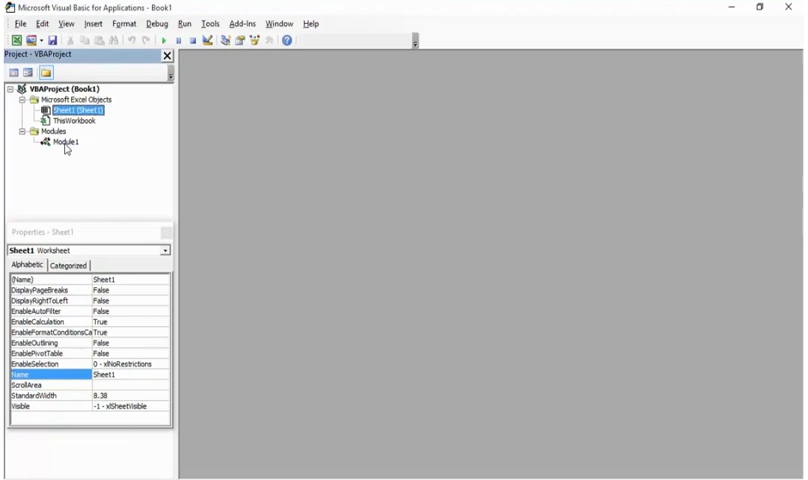 Microsoft Visual Basic for Applications - Book1
File Edit View Insert Format Debug Run Tools Add-Ins Window Help
Project - VBAProject
VBAProject (Book1)
Microsoft Excel Objects
Sheet1 (Sheet1)
ThisWorkbook
Modules
Module1
Properties - Sheet1
Sheet1 Worksheet
Alphabetic Categorized
(Name) Sheet1
DisplayPageBreaks False
DisplayRightToLeft False
EnableAutoFilter False
EnableCalculation True
EnableFormatConditionsCa True
EnableOutlining False
EnablePivotTable False
EnableSelection 0 - xlNoRestrictions
Name Sheet1
ScrollArea
StandardWidth 8.38
Visible -1 - xlSheetVisible